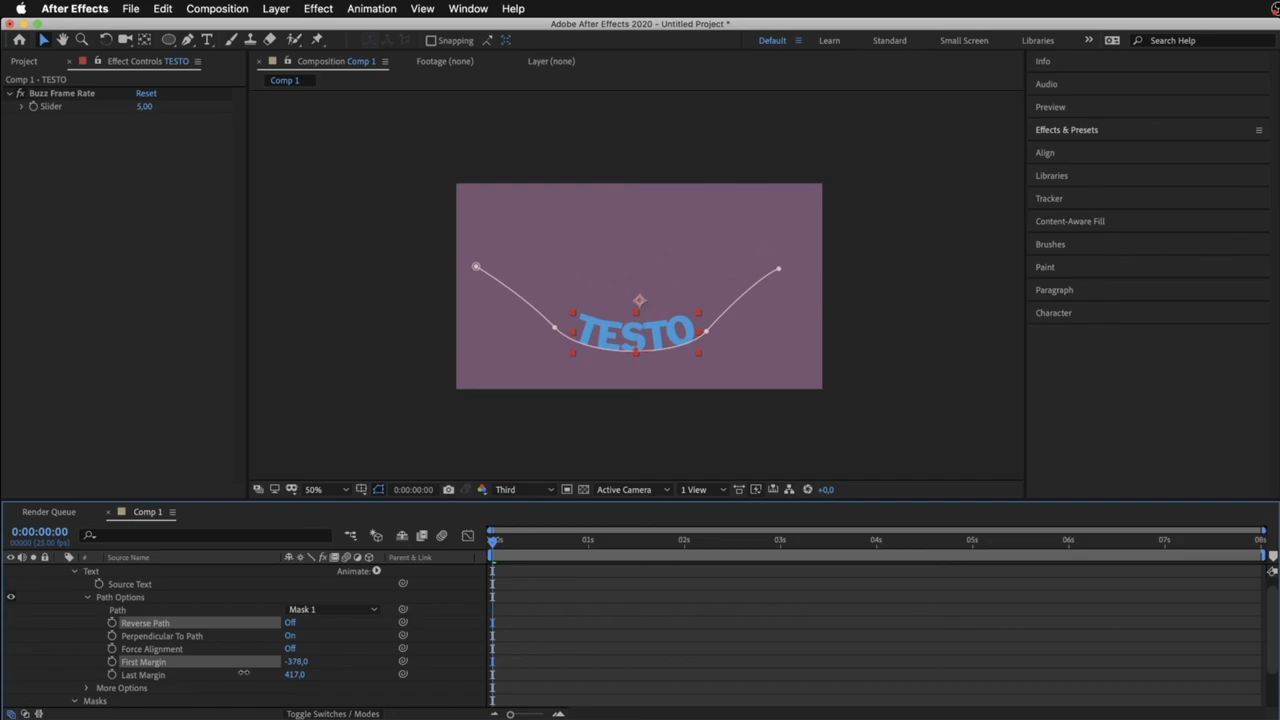 After Effects File Edit Composition Layer Effect Animation View Window Help
Adobe After Effects 2020 - Untitled Project *
Snapping Default Learn Standard Small Screen Libraries Search Help
Project Effect Controls TESTO Composition Comp 1 Footage (none) Layer (none) Info
Comp 1 - TESTO Comp 1 Audio
fx Buzz Frame Rate Reset
Slider 5,00
Preview
Effects & Presets
Align
Libraries
Tracker
Content-Aware Fill
Brushes
Paint
Paragraph
Character
TESTO
50% 0:00:00:00 Third Active Camera 1 View +0,0
Render Queue Comp 1
0:00:00:00
00000 (25.00 fps)
01s 02s 03s 04s 05s 06s 07s 08s
# Source Name fx Parent & Link
Text Animate:
Source Text
Path Options
Path Mask 1
Reverse Path Off
Perpendicular To Path On
Force Alignment Off
First Margin -376,0
Last Margin 417,0
More Options
Masks
Toggle Switches / Modes